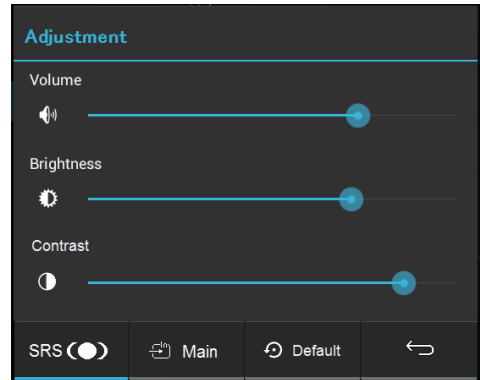 Adjustment
Volume
Brightness
Contrast
SRS Main Default